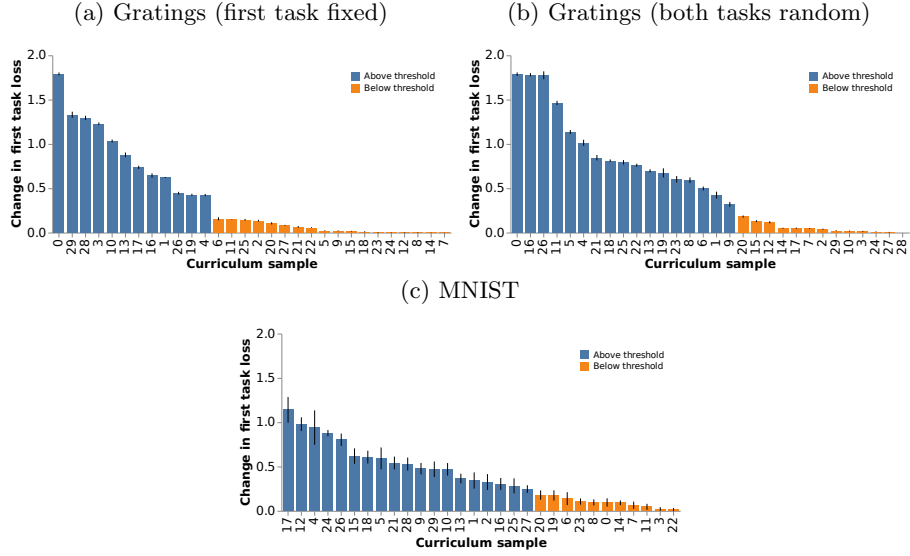 (a) Gratings (first task fixed)
2.0
1.5
1.0
0.5
0.0
Change in first task loss
Above threshold
Below threshold
0 29 28 3 10 13 17 16 1 26 19 4 6 11 25 2 20 27 21 22 5 9 15 18 23 24 12 8 14 7
Curriculum sample
(b) Gratings (both tasks random)
2.0
1.5
1.0
0.5
0.0
Change in first task loss
Above threshold
Below threshold
0 16 26 11 5 4 21 18 25 22 13 19 23 8 6 1 9 20 15 12 14 17 7 2 29 10 3 24 27 28
Curriculum sample
(c) MNIST
2.0
1.5
1.0
0.5
0.0
Change in first task loss
Above threshold
Below threshold
17 12 4 24 26 15 18 5 21 28 9 29 10 13 1 2 16 25 27 20 19 6 23 8 0 14 7 11 3 22
Curriculum sample